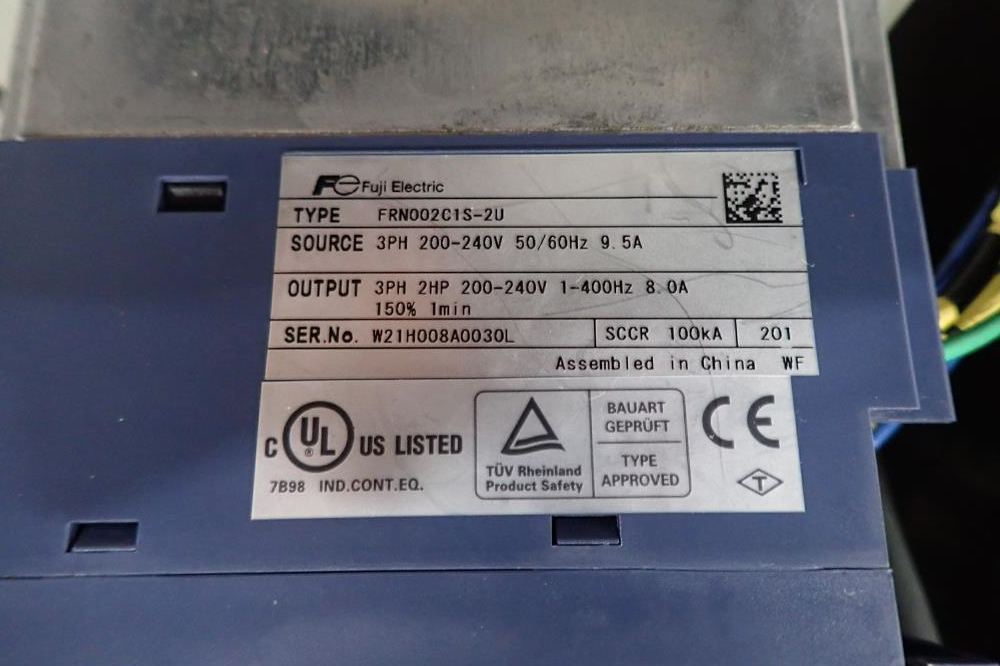 Fe Fuji Electric
TYPE FRN002C1S-2U
SOURCE 3PH 200-240V 50/60Hz 9.5A
OUTPUT 3PH 2HP 200-240V 1-400Hz 8.0A
150% 1min
SER.No. W21H008A0030L SCCR 100kA 201
Assembled in China WF
C UL ® US LISTED
7B98 IND.CONT.EQ.
TÜV Rheinland
Product Safety
BAUART
GEPRÜFT
TYPE
APPROVED
CE
T